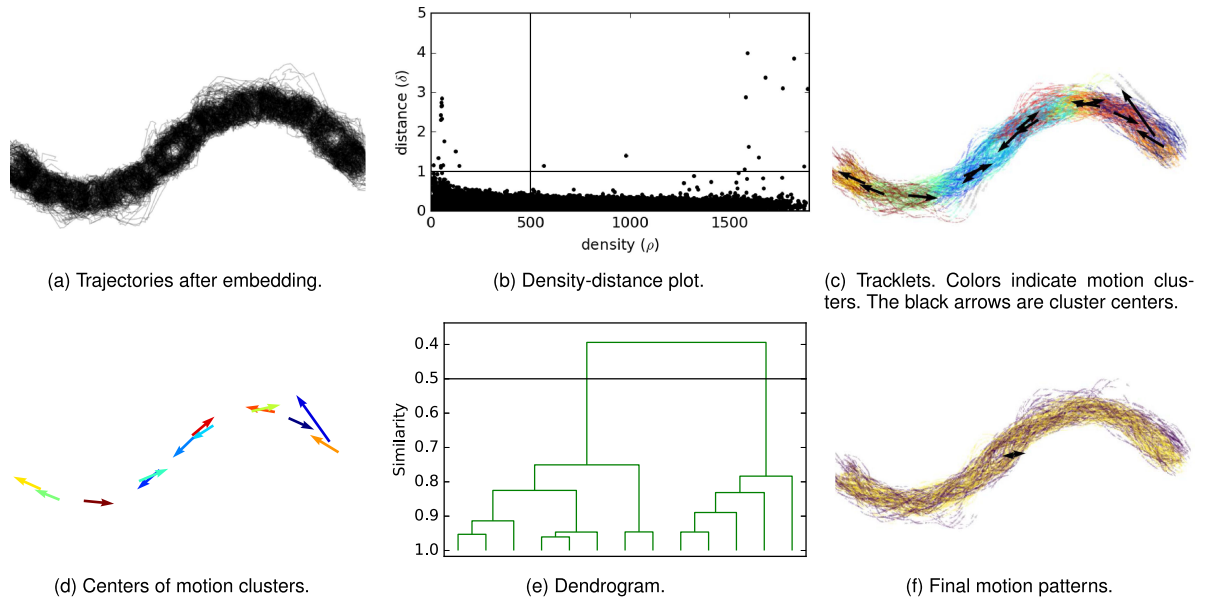 5
4
3
2
1
0
distance (δ)
0
500
1000
1500
density (ρ)
(a) Trajectories after embedding.
(b) Density-distance plot.
(c) Tracklets. Colors indicate motion clus-
ters. The black arrows are cluster centers.
0.4
0.5
0.6
0.7
0.8
0.9
1.0
Similarity
(d) Centers of motion clusters.
(e) Dendrogram.
(f) Final motion patterns.